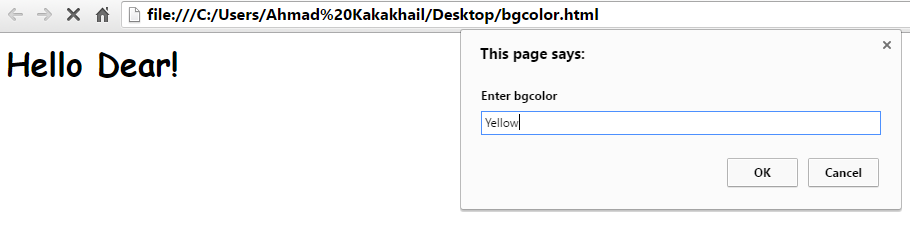 file:///C:/Users/Ahmad%20Kakakhail/Desktop/bgcolor.html
Hello Dear!
This page says:
Enter bgcolor
Yellow
OK Cancel